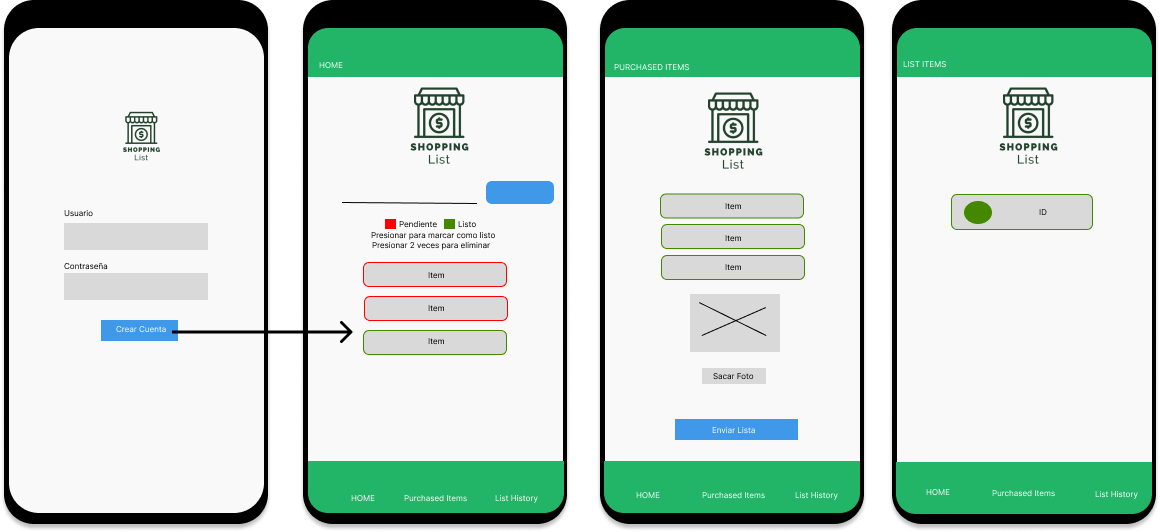 SHOPPING
List
Usuario
Contraseña
Crear Cuenta
HOME
SHOPPING
List
Pendiente Listo
Presionar para marcar como listo
Presionar 2 veces para eliminar
Item
Item
Item
HOME Purchased Items List History
PURCHASED ITEMS
SHOPPING
List
Item
Item
Item
Sacar Foto
Enviar Lista
HOME Purchased Items List History
LIST ITEMS
SHOPPING
List
ID
HOME Purchased Items List History